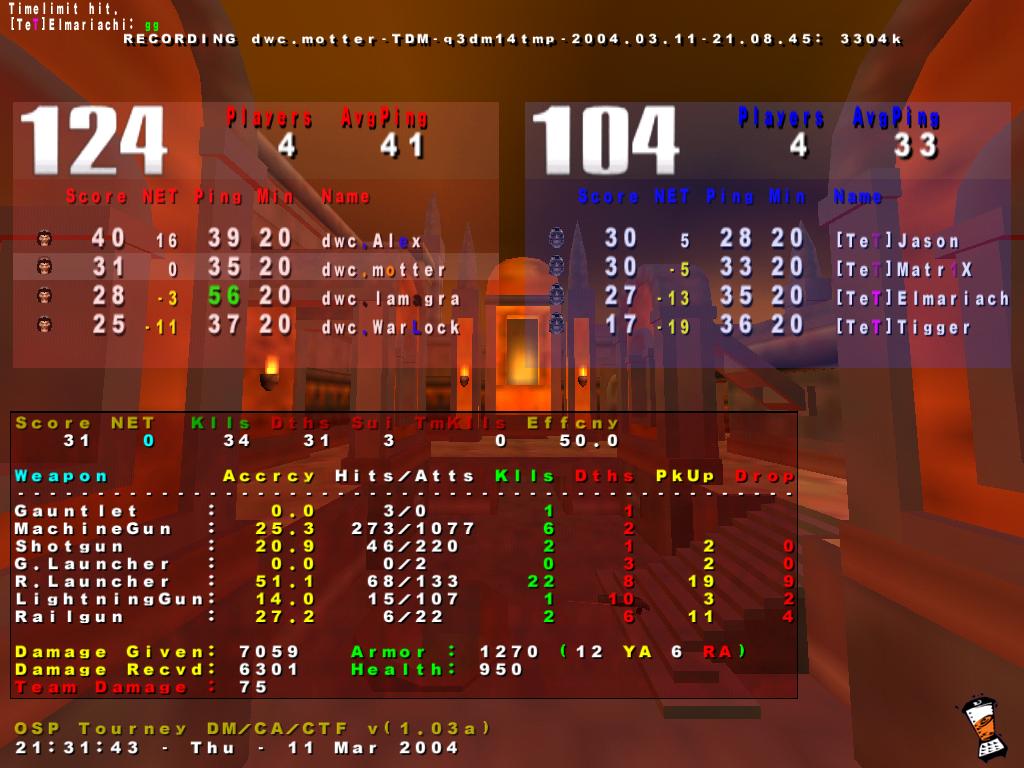 Timelimit hit.
[TeT]Elmariachi: gg
RECORDING dwc.motter-TDM-q3dm14tmp-2004.03.11-21.08.45: 3304k
124 Players AvgPing
4 41
Score NET Ping Min Name
40 16 39 20 dwc.Alex
31 0 35 20 dwc.motter
28 -3 56 20 dwc.lamagra
25 -11 37 20 dwc.WarLock
104 Players AvgPing
4 33
Score NET Ping Min Name
30 5 28 20 [TeT]Jason
30 -5 33 20 [TeT]Matr1X
27 -13 35 20 [TeT]Elmariach
17 -19 36 20 [TeT]Tigger
Score NET Klls Dths Sui TmKlls Effcny
31 0 34 31 3 0 50.0
Weapon Accrcy Hits/Atts Klls Dths PkUp Drop
Gauntlet : 0.0 3/0 1 1
MachineGun : 25.3 273/1077 6 2
Shotgun : 20.9 46/220 2 1 2 0
G.Launcher : 0.0 0/2 0 3 2 0
R.Launcher : 51.1 68/133 22 8 19 9
LightningGun: 14.0 15/107 1 10 3 2
Railgun : 27.2 6/22 2 6 11 4
Damage Given: 7059 Armor : 1270 (12 YA 6 RA)
Damage Recvd: 6301 Health: 950
Team Damage : 75
OSP Tourney DM/CA/CTF v(1.03a)
21:31:43 - Thu - 11 Mar 2004